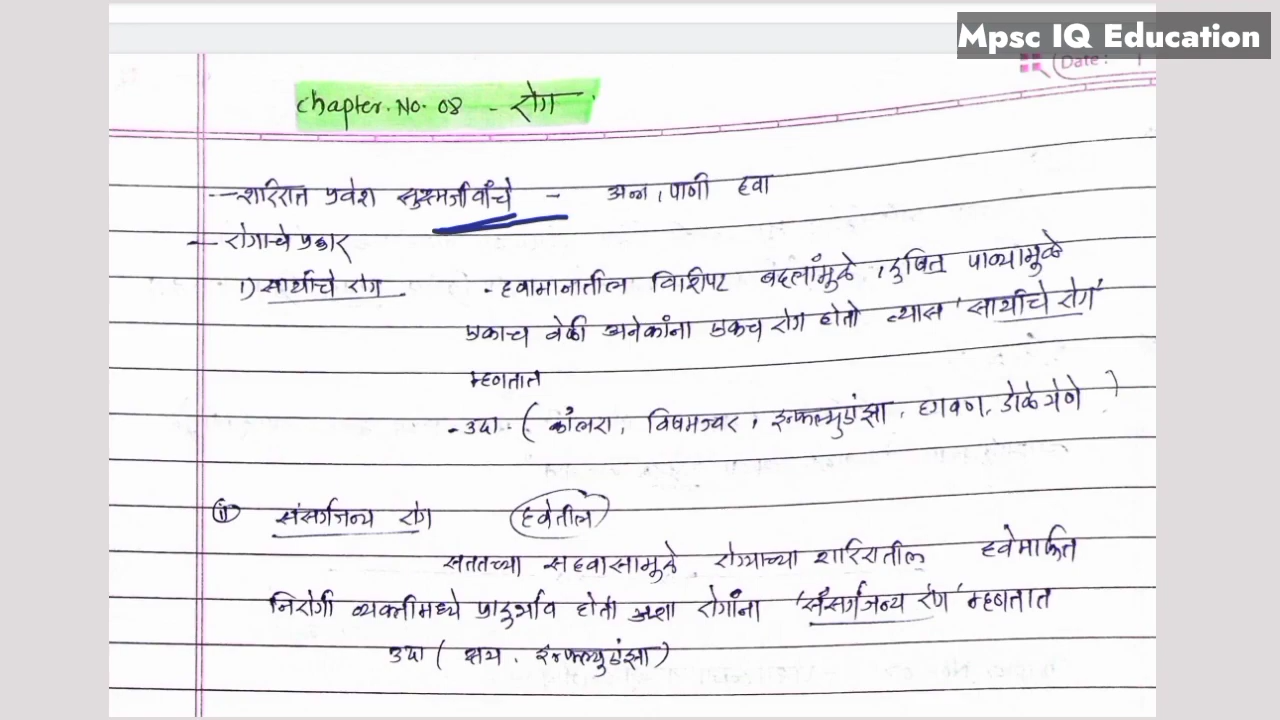 Mpsc IQ Education
Date :
Chapter. No. 08 - रोग
- शरिरात प्रवेश सुक्ष्मजीवांचे - अन्न, पाणी हवा
- रोगाचे प्रकार
1) साथीचे रोग - हवामानातील विशिष्ट बदलांमुळे, दुषित पाण्यामुळे
एकाच वेळी अनेकांना एकच रोग होतो त्यास 'साथीचे रोग'
म्हणतात
- उदा. ( कॉलरा, विषमज्वर, इन्फल्युएंझा, हगवण, डोळे येणे )
ii) संसर्गजन्य रोग (हवेतील)
सततच्या सहवासामुळे रोग्याच्या शारिरातील हवेमार्फत
निरोगी व्यक्तीमध्ये प्रादुर्भाव होतो अशा रोगांना 'संसर्गजन्य रोग' म्हणतात
उदा ( क्षय, इन्फल्युएंझा )